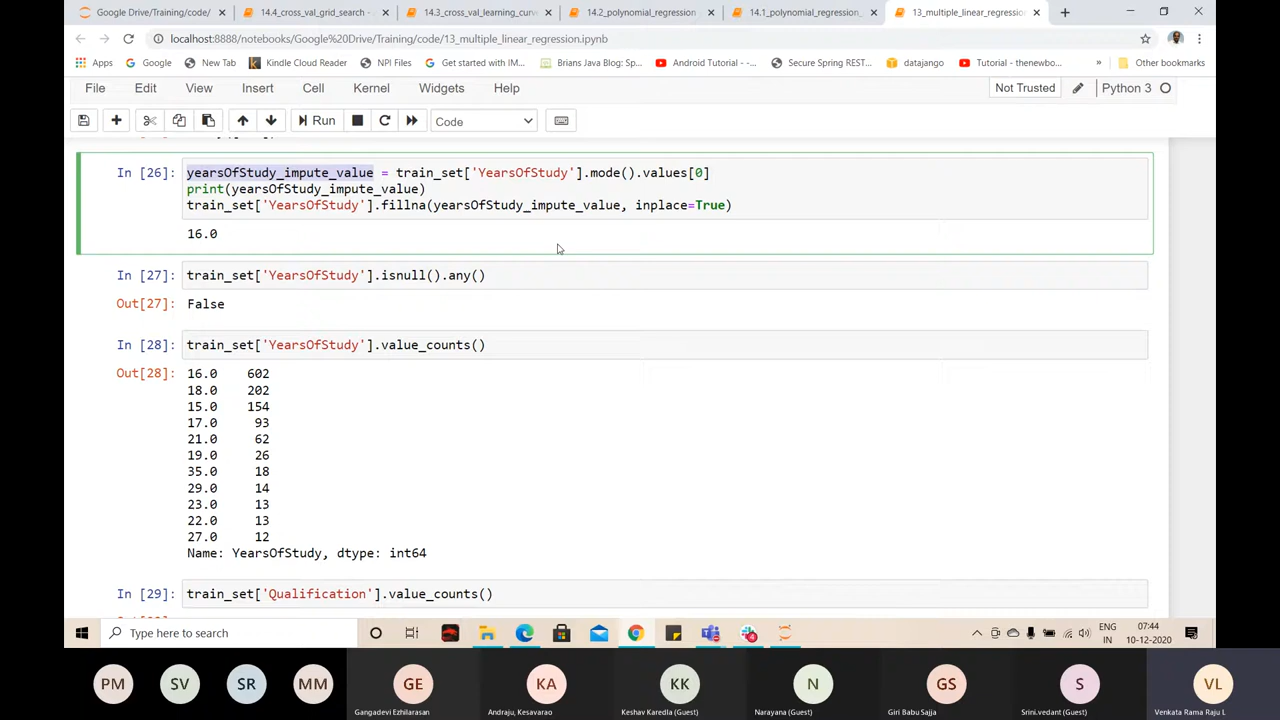 Google Drive/Training/code/
14.4_cross_val_grid_search -
14.3_cross_val_learning_curve
14.2_polynomial_regression
14.1_polynomial_regression_
13_multiple_linear_regression
localhost:8888/notebooks/Google%20Drive/Training/code/13_multiple_linear_regression.ipynb
Apps Google New Tab Kindle Cloud Reader NPI Files Get started with IM... Brians Java Blog: Sp... Android Tutorial - -... Secure Spring REST... datajango Tutorial - thenewbo... » Other bookmarks
File Edit View Insert Cell Kernel Widgets Help Not Trusted Python 3
Run Code
In [26]: yearsOfStudy_impute_value = train_set['YearsOfStudy'].mode().values[0]
print(yearsOfStudy_impute_value)
train_set['YearsOfStudy'].fillna(yearsOfStudy_impute_value, inplace=True)
16.0
In [27]: train_set['YearsOfStudy'].isnull().any()
Out[27]: False
In [28]: train_set['YearsOfStudy'].value_counts()
Out[28]: 16.0 602
18.0 202
15.0 154
17.0 93
21.0 62
19.0 26
35.0 18
29.0 14
23.0 13
22.0 13
27.0 12
Name: YearsOfStudy, dtype: int64
In [29]: train_set['Qualification'].value_counts()
Type here to search
ENG
IN
07:44
10-12-2020
PM SV SR MM GE KA KK N GS S VL
Gangadevi Ezhilarasan Andraju, Kesavarao Keshav Karedla (Guest) Narayana (Guest) Giri Babu Sajja Srini.vedant (Guest) Venkata Rama Raju L